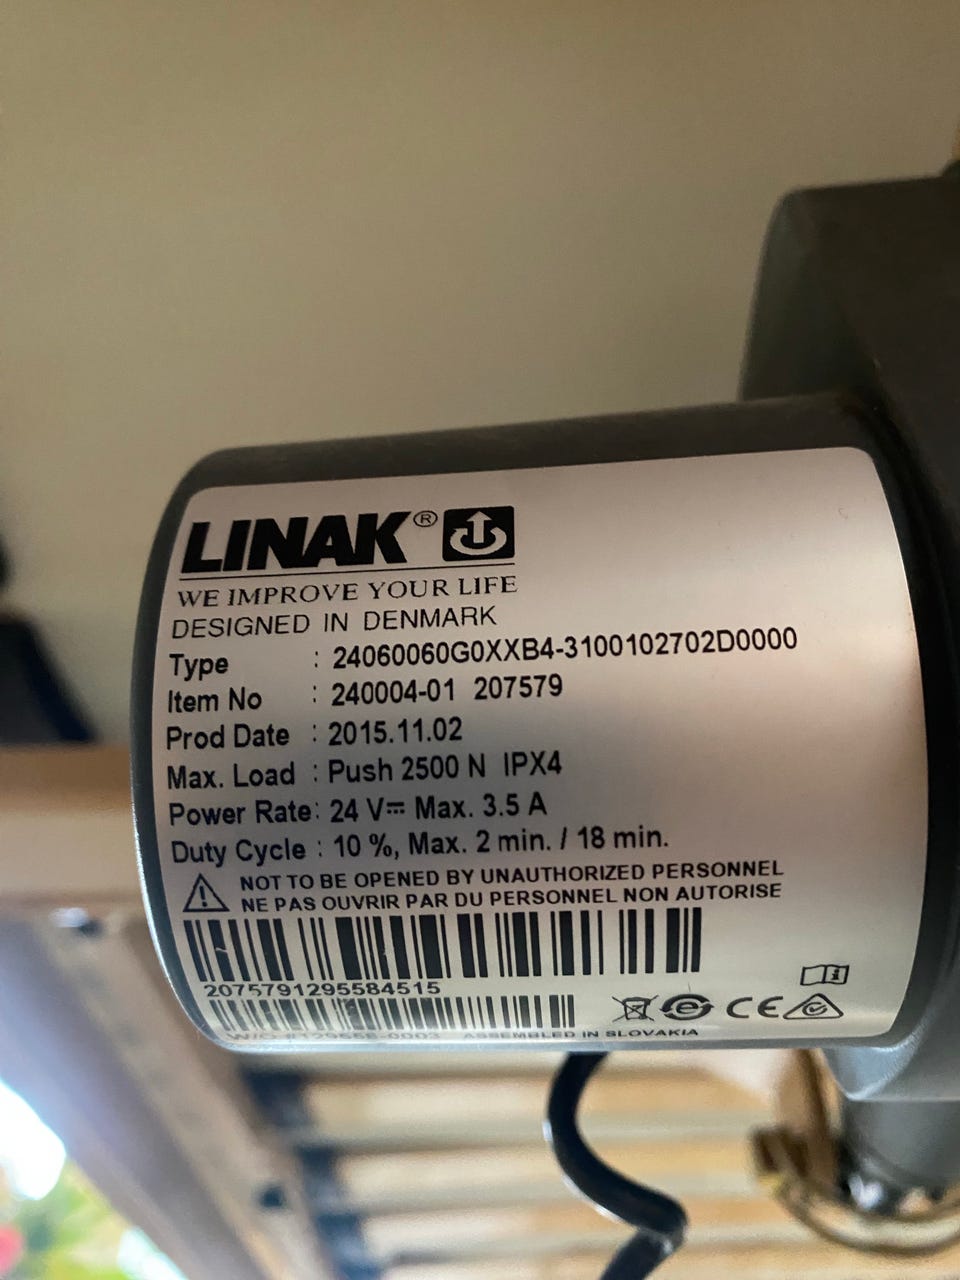 LINAK®
WE IMPROVE YOUR LIFE
DESIGNED IN DENMARK
Type : 24060060G0XXB4-3100102702D0000
Item No : 240004-01 207579
Prod Date : 2015.11.02
Max. Load : Push 2500 N IPX4
Power Rate: 24 V⎓ Max. 3.5 A
Duty Cycle : 10 %, Max. 2 min. / 18 min.
NOT TO BE OPENED BY UNAUTHORIZED PERSONNEL
NE PAS OUVRIR PAR DU PERSONNEL NON AUTORISE
2075791295584515
CE
ASSEMBLED IN SLOVAKIA